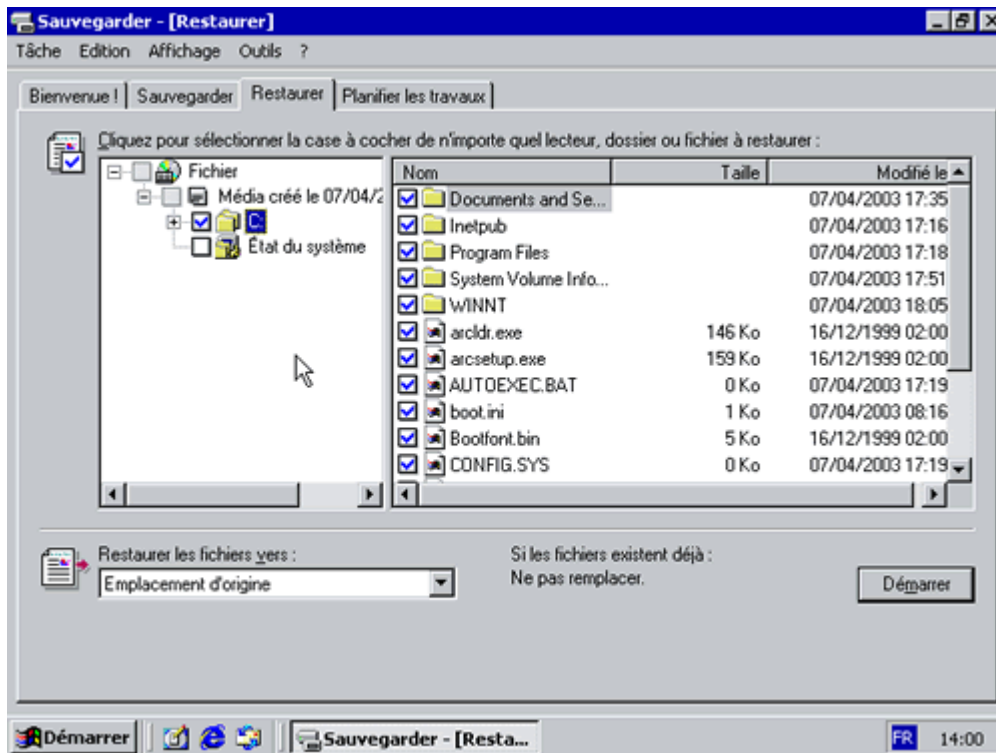 Sauvegarder - [Restaurer]
Tâche Edition Affichage Outils ?
Bienvenue ! Sauvegarder Restaurer Planifier les travaux
Cliquez pour sélectionner la case à cocher de n'importe quel lecteur, dossier ou fichier à restaurer :
Fichier
Média créé le 07/04/2
C:
État du système
Nom Taille Modifié le
Documents and Se... 07/04/2003 17:35
Inetpub 07/04/2003 17:16
Program Files 07/04/2003 17:18
System Volume Info... 07/04/2003 17:51
WINNT 07/04/2003 18:05
arcldr.exe 146 Ko 16/12/1999 02:00
arcsetup.exe 159 Ko 16/12/1999 02:00
AUTOEXEC.BAT 0 Ko 07/04/2003 17:19
boot.ini 1 Ko 07/04/2003 08:16
Bootfont.bin 5 Ko 16/12/1999 02:00
CONFIG.SYS 0 Ko 07/04/2003 17:19
Restaurer les fichiers vers :
Emplacement d'origine
Si les fichiers existent déjà :
Ne pas remplacer.
Démarrer
Démarrer Sauvegarder - [Resta... FR 14:00